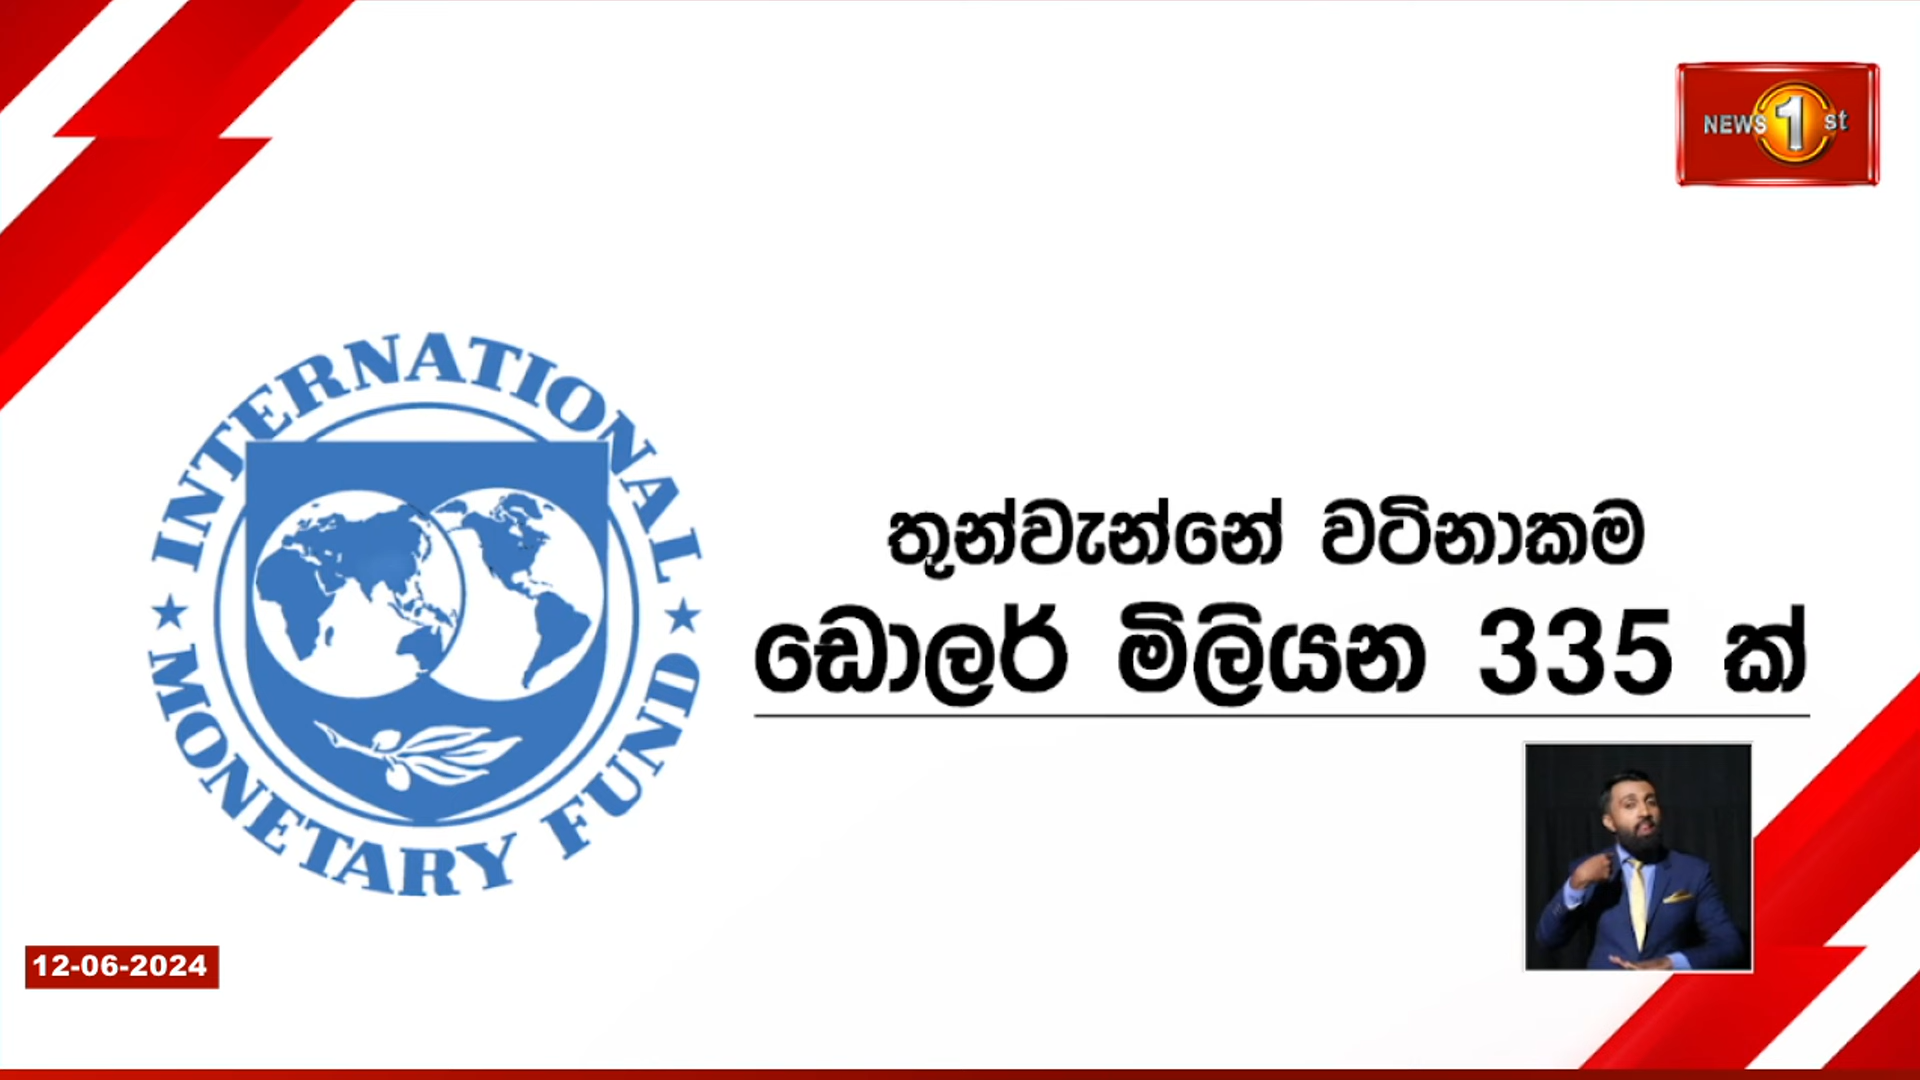 NEWS 1st
INTERNATIONAL
MONETARY FUND
තුන්වැන්නේ වටිනාකම
ඩොලර් මිලියන 335 ක්
12-06-2024